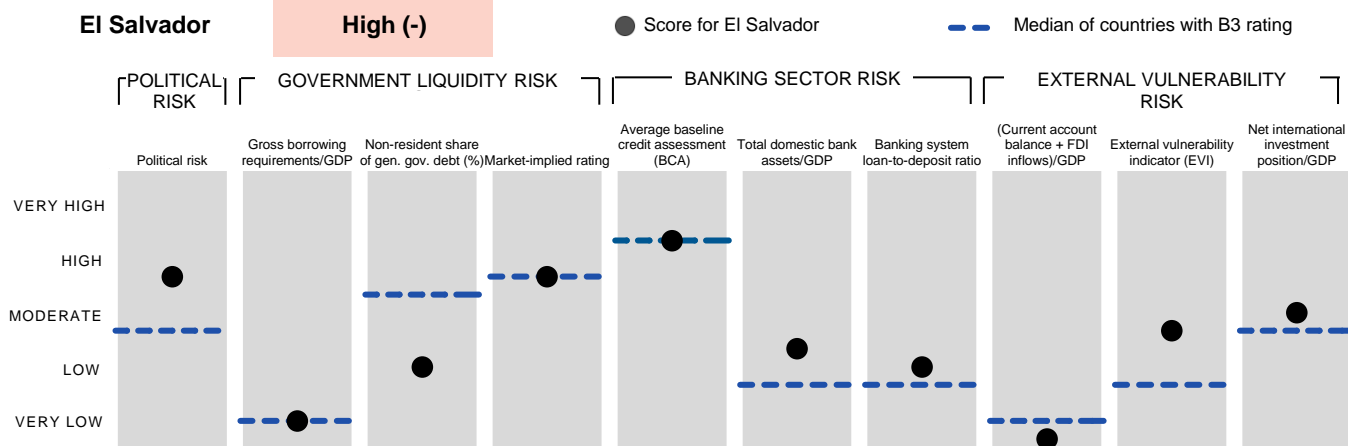 El Salvador
High (-)
Score for El Salvador
Median of countries with B3 rating
POLITICAL
RISK
GOVERNMENT LIQUIDITY RISK
BANKING SECTOR RISK
EXTERNAL VULNERABILITY
RISK
Political risk
Gross borrowing
requirements/GDP
Non-resident share
of gen. gov. debt (%)
Market-implied rating
Average baseline
credit assessment
(BCA)
Total domestic bank
assets/GDP
Banking system
loan-to-deposit ratio
(Current account
balance + FDI
inflows)/GDP
External vulnerability
indicator (EVI)
Net international
investment
position/GDP
VERY HIGH
HIGH
MODERATE
LOW
VERY LOW